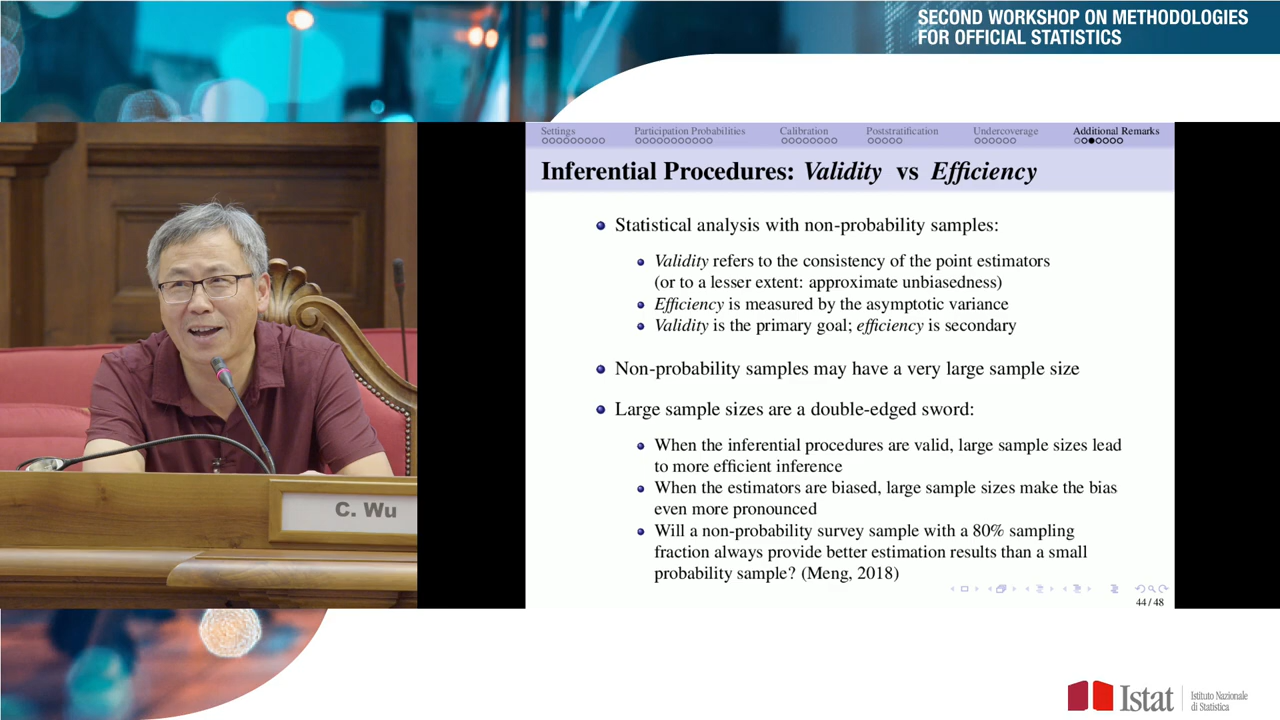 SECOND WORKSHOP ON METHODOLOGIES
FOR OFFICIAL STATISTICS
Settings Participation Probabilities Calibration Poststratification Undercoverage Additional Remarks
Inferential Procedures: Validity vs Efficiency
Statistical analysis with non-probability samples:
Validity refers to the consistency of the point estimators
(or to a lesser extent: approximate unbiasedness)
Efficiency is measured by the asymptotic variance
Validity is the primary goal; efficiency is secondary
Non-probability samples may have a very large sample size
Large sample sizes are a double-edged sword:
When the inferential procedures are valid, large sample sizes lead
to more efficient inference
When the estimators are biased, large sample sizes make the bias
even more pronounced
Will a non-probability survey sample with a 80% sampling
fraction always provide better estimation results than a small
probability sample? (Meng, 2018)
44/48
C. Wu
Istat
Istituto Nazionale
di Statistica